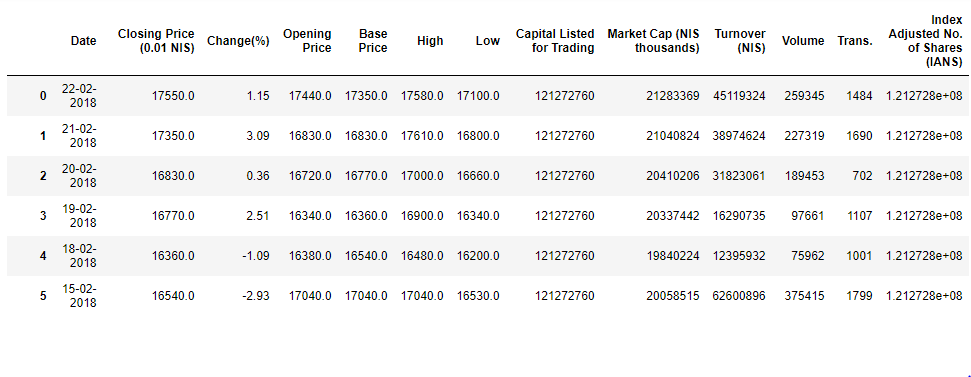 Date Closing Price (0.01 NIS) Change(%) Opening Price Base Price High Low Capital Listed for Trading Market Cap (NIS thousands) Turnover (NIS) Volume Trans. Index Adjusted No. of Shares (IANS)
0 22-02-2018 17550.0 1.15 17440.0 17350.0 17580.0 17100.0 121272760 21283369 45119324 259345 1484 1.212728e+08
1 21-02-2018 17350.0 3.09 16830.0 16830.0 17610.0 16800.0 121272760 21040824 38974624 227319 1690 1.212728e+08
2 20-02-2018 16830.0 0.36 16720.0 16770.0 17000.0 16660.0 121272760 20410206 31823061 189453 702 1.212728e+08
3 19-02-2018 16770.0 2.51 16340.0 16360.0 16900.0 16340.0 121272760 20337442 16290735 97661 1107 1.212728e+08
4 18-02-2018 16360.0 -1.09 16380.0 16540.0 16480.0 16200.0 121272760 19840224 12395932 75962 1001 1.212728e+08
5 15-02-2018 16540.0 -2.93 17040.0 17040.0 17040.0 16530.0 121272760 20058515 62600896 375415 1799 1.212728e+08